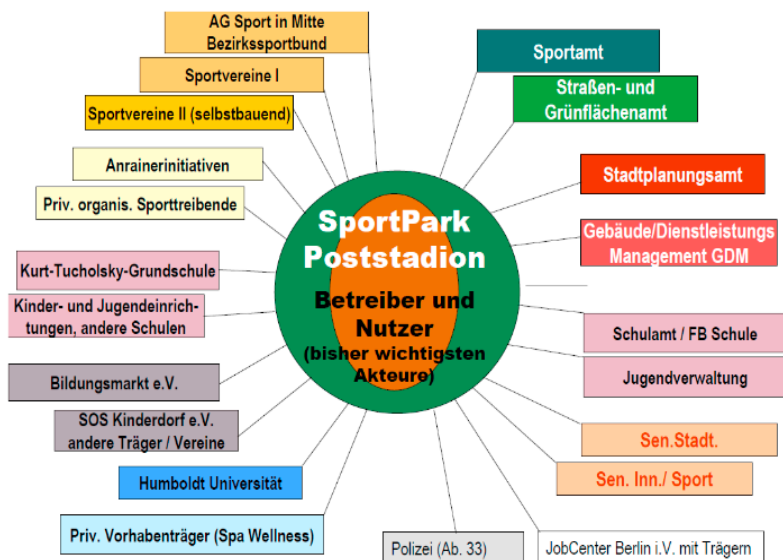 AG Sport in Mitte
Bezirkssportbund
Sportvereine I
Sportvereine II (selbstbauend)
Anrainerinitiativen
Priv. organis. Sporttreibende
Kurt-Tucholsky-Grundschule
Kinder- und Jugendeinrich-
tungen, andere Schulen
Bildungsmarkt e.V.
SOS Kinderdorf e.V.
andere Träger / Vereine
Humboldt Universität
Priv. Vorhabenträger (Spa Wellness)
SportPark
Poststadion
Betreiber und
Nutzer
(bisher wichtigsten
Akteure)
Sportamt
Straßen- und
Grünflächenamt
Stadtplanungsamt
Gebäude/Dienstleistungs
Management GDM
Schulamt / FB Schule
Jugendverwaltung
Sen.Stadt.
Sen. Inn./ Sport
Polizei (Ab. 33)
JobCenter Berlin i.V. mit Trägern